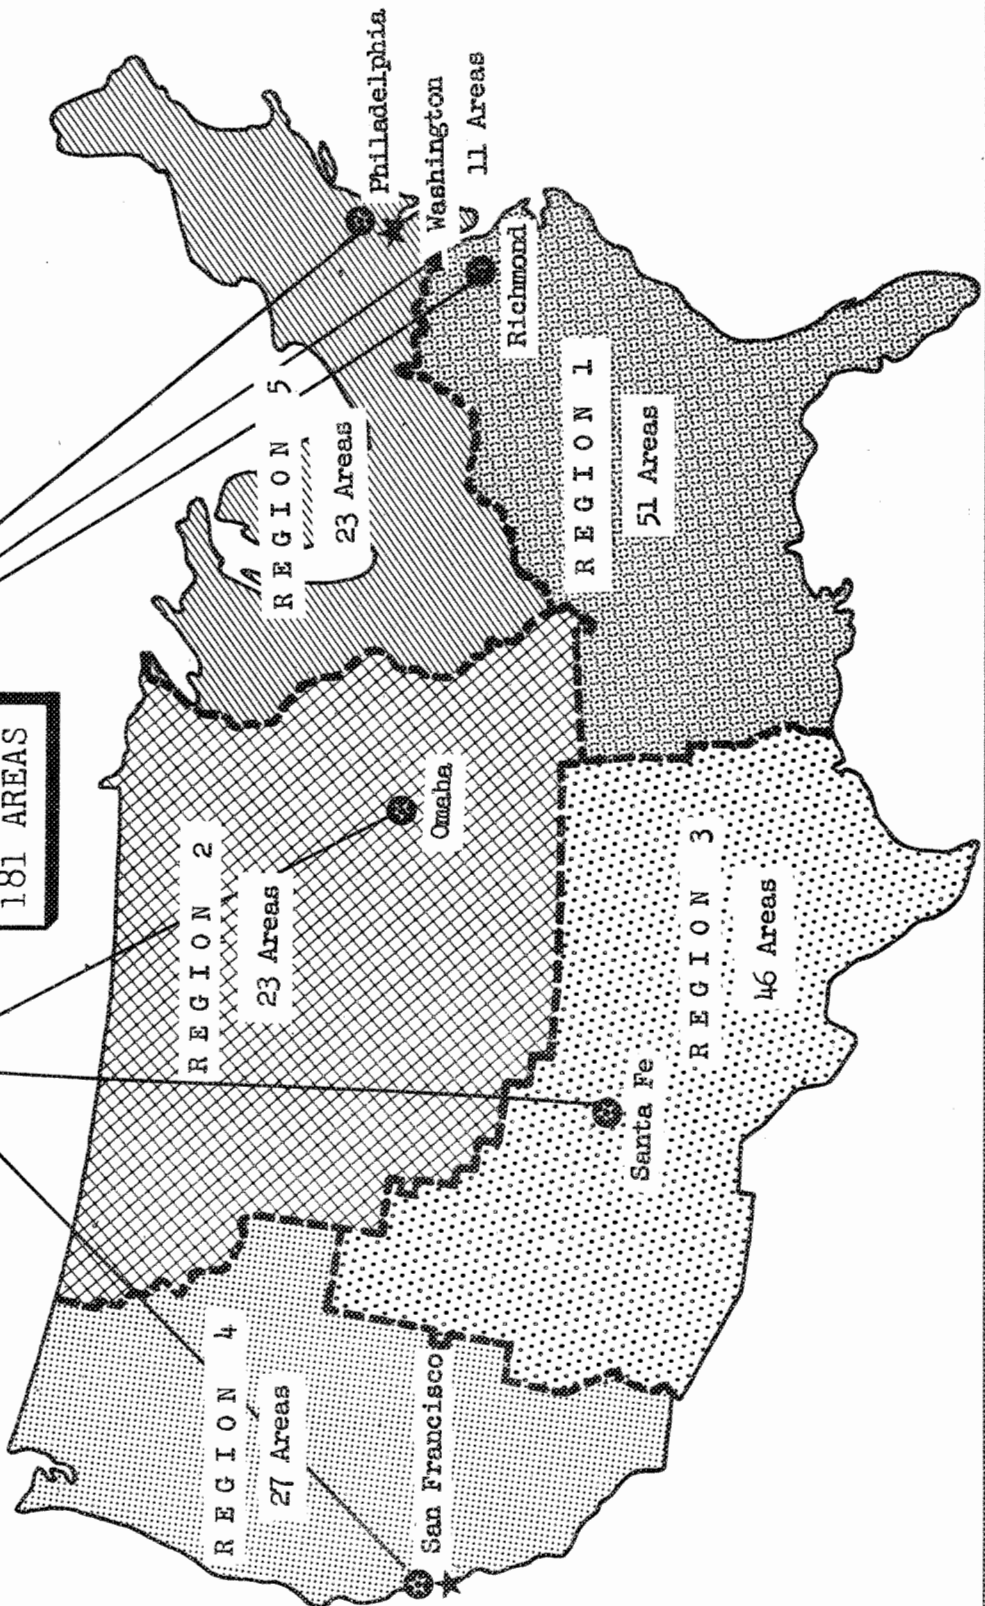 181 AREAS
REGION 4
27 Areas
San Francisco
REGION 2
23 Areas
Omaha
REGION 5
23 Areas
Philadelphia
Washington
11 Areas
Richmond
REGION 1
51 Areas
REGION 3
46 Areas
Santa Fe